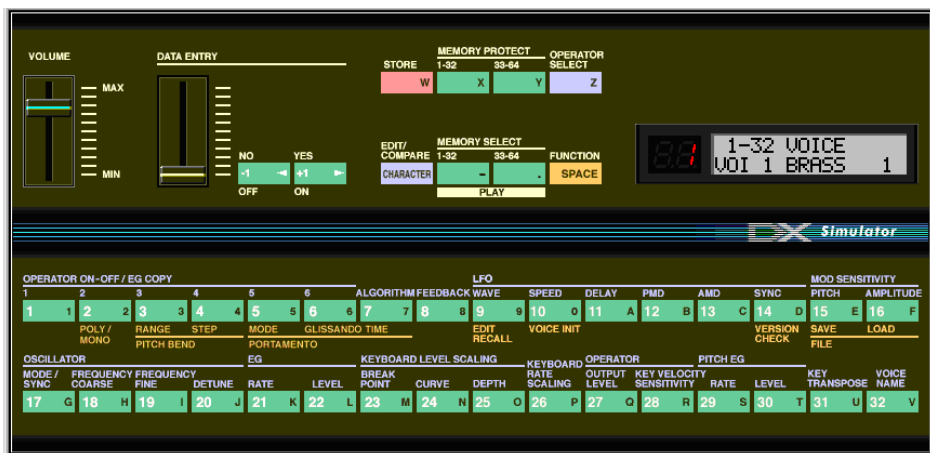 VOLUME
DATA ENTRY
MAX
MIN
NO YES
-1 +1
OFF ON
STORE
MEMORY PROTECT
1-32 33-64
OPERATOR SELECT
W X Y Z
EDIT/ COMPARE
MEMORY SELECT
1-32 33-64
FUNCTION
CHARACTER - . SPACE
PLAY
1
1-32 VOICE
VOI 1 BRASS 1
DX Simulator
OPERATOR ON-OFF / EG COPY
LFO
MOD SENSITIVITY
1 2 3 4 5 6 ALGORITHM FEEDBACK WAVE SPEED DELAY PMD AMD SYNC PITCH AMPLITUDE
1 1 2 2 3 3 4 4 5 5 6 6 7 7 8 8 9 9 10 0 11 A 12 B 13 C 14 D 15 E 16 F
POLY / MONO
RANGE STEP
PITCH BEND
MODE GLISSANDO TIME
PORTAMENTO
EDIT RECALL
VOICE INIT
VERSION CHECK
SAVE LOAD
FILE
OSCILLATOR
EG
KEYBOARD LEVEL SCALING
OPERATOR
PITCH EG
MODE / SYNC
FREQUENCY COARSE
FREQUENCY FINE
DETUNE
RATE
LEVEL
BREAK POINT
CURVE
DEPTH
KEYBOARD RATE SCALING
OUTPUT LEVEL
KEY VELOCITY SENSITIVITY
RATE
LEVEL
KEY TRANSPOSE
VOICE NAME
17 G 18 H 19 I 20 J 21 K 22 L 23 M 24 N 25 O 26 P 27 Q 28 R 29 S 30 T 31 U 32 V